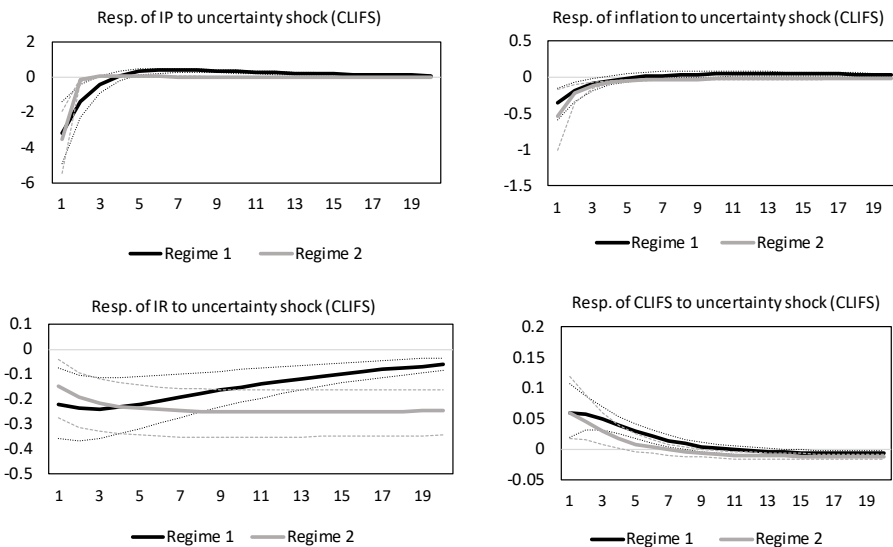 Resp. of IP to uncertainty shock (CLIFS)
2
0
-2
-4
-6
1 3 5 7 9 11 13 15 17 19
Regime 1 Regime 2
Resp. of inflation to uncertainty shock (CLIFS)
0.5
0
-0.5
-1
-1.5
1 3 5 7 9 11 13 15 17 19
Regime 1 Regime 2
Resp. of IR to uncertainty shock (CLIFS)
0.1
0
-0.1
-0.2
-0.3
-0.4
-0.5
1 3 5 7 9 11 13 15 17 19
Regime 1 Regime 2
Resp. of CLIFS to uncertainty shock (CLIFS)
0.2
0.15
0.1
0.05
0
-0.05
1 3 5 7 9 11 13 15 17 19
Regime 1 Regime 2